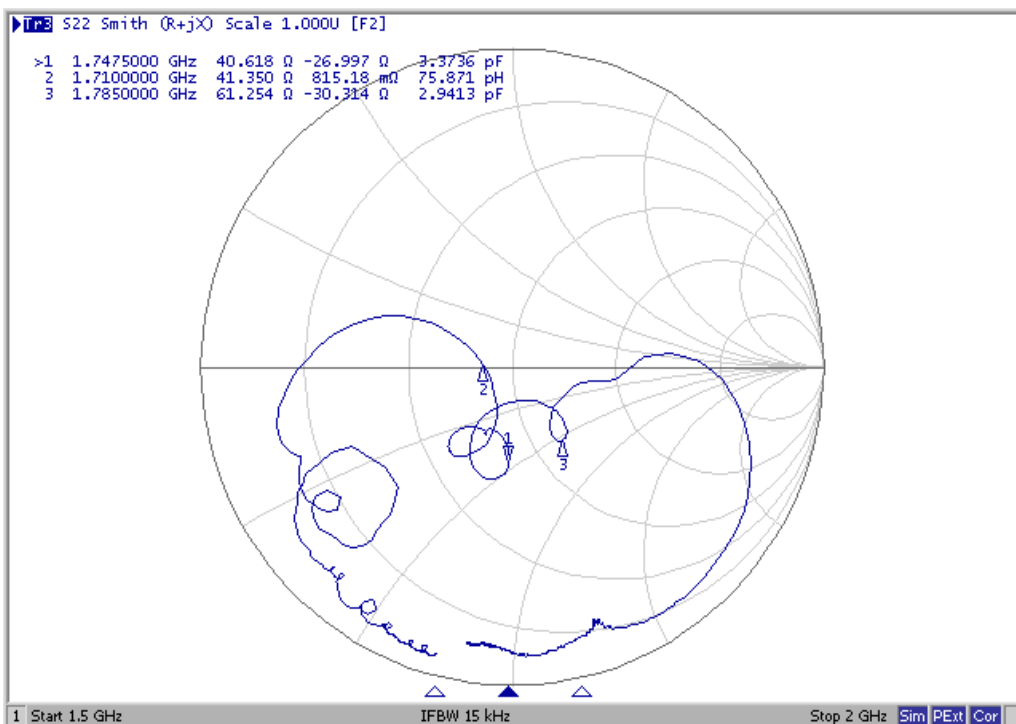 Tr3 S22 Smith (R+jX) Scale 1.000U [F2]
>1 1.7475000 GHz 40.618 Ω -26.997 Ω 3.3736 pF
2 1.7100000 GHz 41.350 Ω 815.18 mΩ 75.871 pH
3 1.7850000 GHz 61.254 Ω -30.314 Ω 2.9413 pF
2
1
3
1 Start 1.5 GHz IFBW 15 kHz Stop 2 GHz Sim PExt Cor